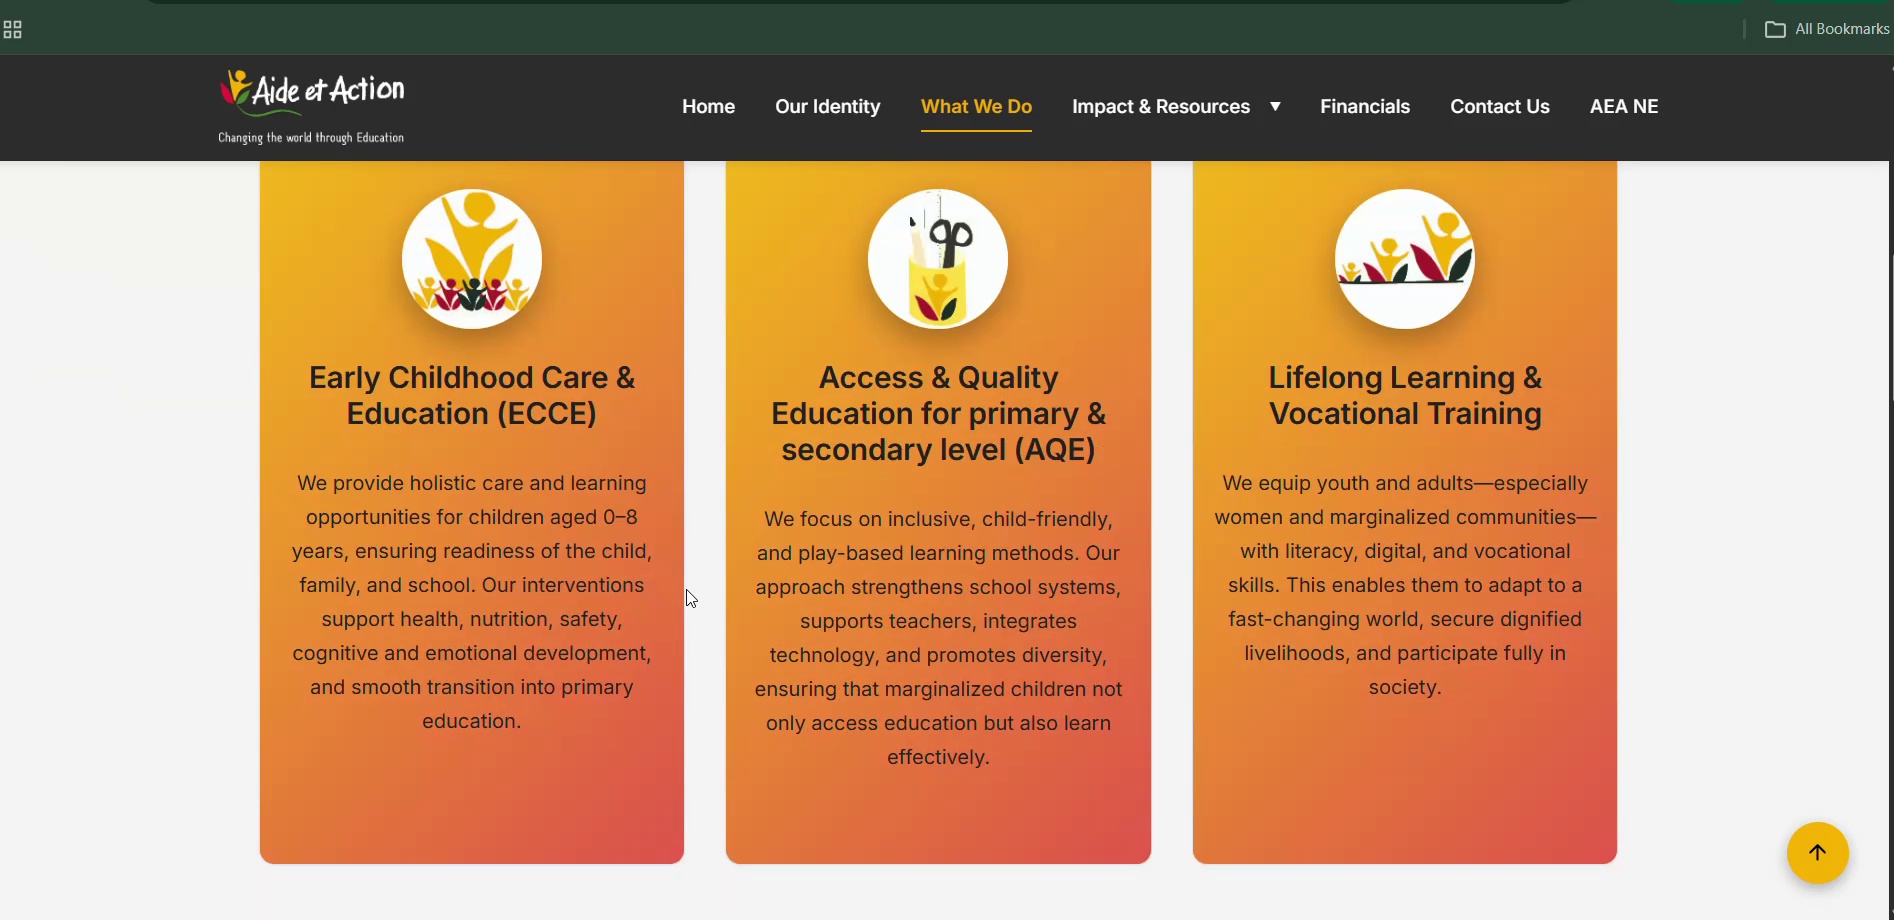 All Bookmarks
Aide et Action
Changing the world through Education
Home
Our Identity
What We Do
Impact & Resources ▼
Financials
Contact Us
AEA NE
Early Childhood Care &
Education (ECCE)
We provide holistic care and learning
opportunities for children aged 0–8
years, ensuring readiness of the child,
family, and school. Our interventions
support health, nutrition, safety,
cognitive and emotional development,
and smooth transition into primary
education.
Access & Quality
Education for primary &
secondary level (AQE)
We focus on inclusive, child-friendly,
and play-based learning methods. Our
approach strengthens school systems,
supports teachers, integrates
technology, and promotes diversity,
ensuring that marginalized children not
only access education but also learn
effectively.
Lifelong Learning &
Vocational Training
We equip youth and adults—especially
women and marginalized communities—
with literacy, digital, and vocational
skills. This enables them to adapt to a
fast-changing world, secure dignified
livelihoods, and participate fully in
society.